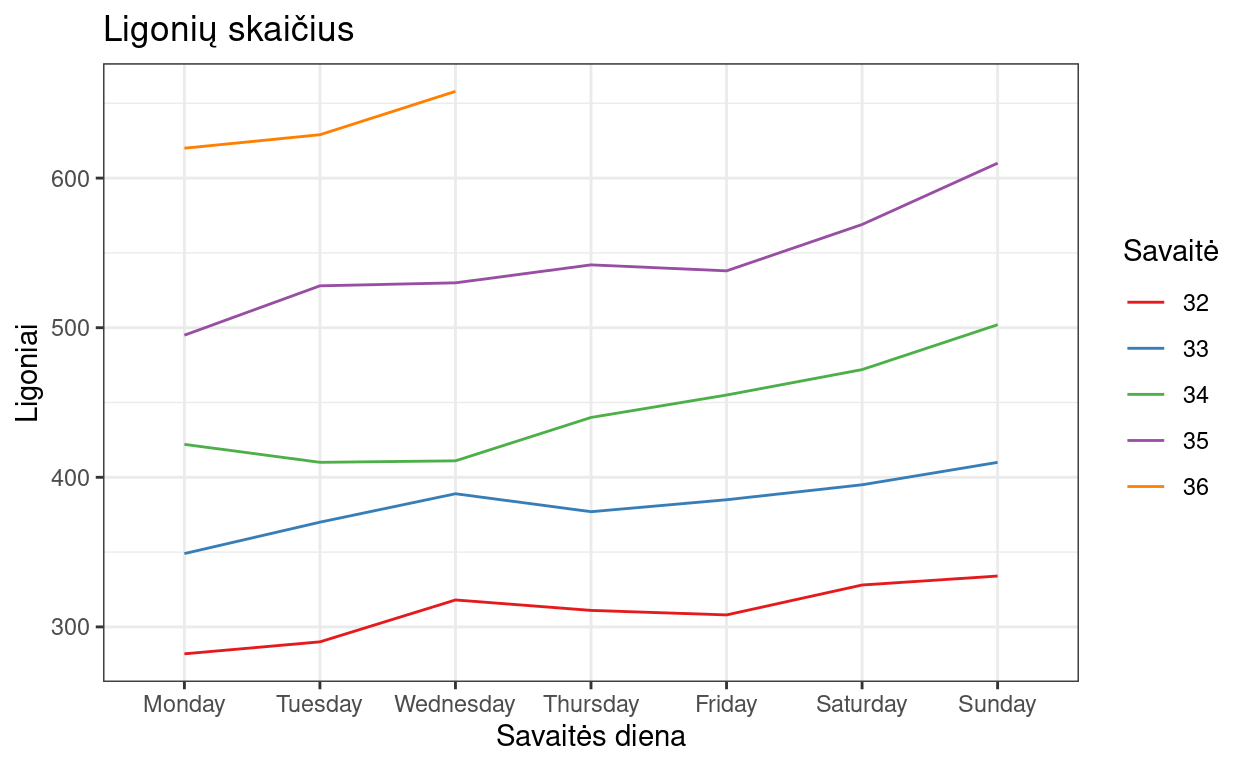 Ligonių skaičius
Ligoniai
600
500
400
300
Monday Tuesday Wednesday Thursday Friday Saturday Sunday
Savaitės diena
Savaitė
32
33
34
35
36